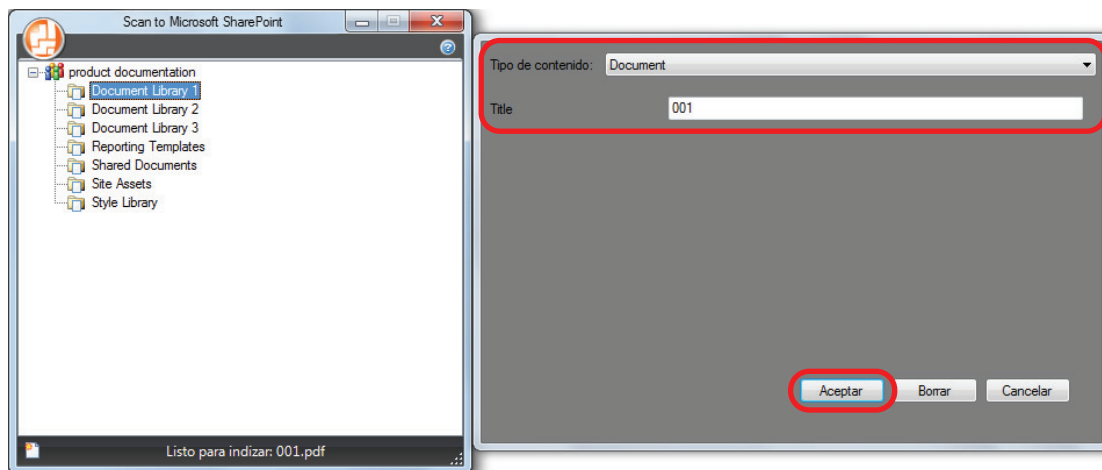 Scan to Microsoft SharePoint
product documentation
Document Library 1
Document Library 2
Document Library 3
Reporting Templates
Shared Documents
Site Assets
Style Library
Listo para indizar: 001.pdf
Tipo de contenido: Document
Title 001
Aceptar Borrar Cancelar